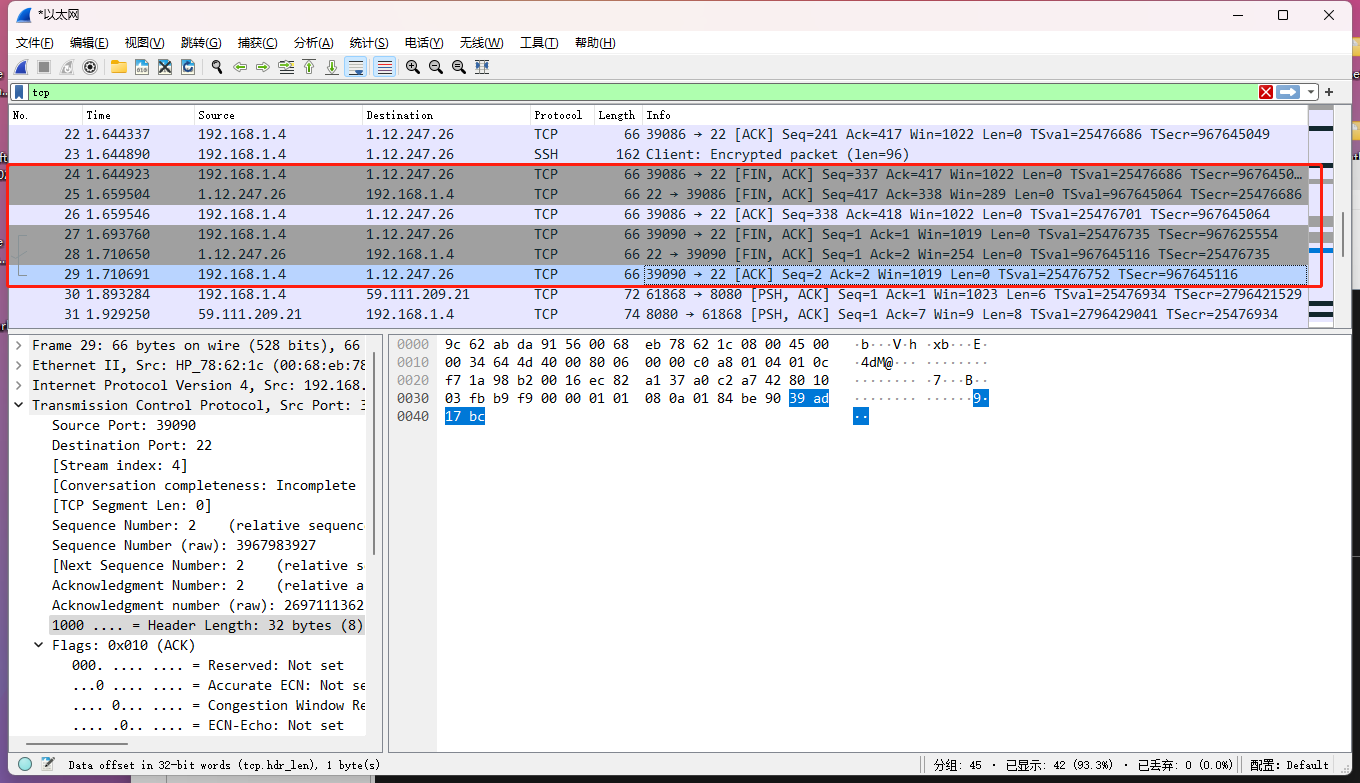 *以太网
文件(F) 编辑(E) 视图(V) 跳转(G) 捕获(C) 分析(A) 统计(S) 电话(Y) 无线(W) 工具(T) 帮助(H)
tcp
No. Time Source Destination Protocol Length Info
22 1.644337 192.168.1.4 1.12.247.26 TCP 66 39086 → 22 [ACK] Seq=241 Ack=417 Win=1022 Len=0 TSval=25476686 TSecr=967645049
23 1.644890 192.168.1.4 1.12.247.26 SSH 162 Client: Encrypted packet (len=96)
24 1.644923 192.168.1.4 1.12.247.26 TCP 66 39086 → 22 [FIN, ACK] Seq=337 Ack=417 Win=1022 Len=0 TSval=25476686 TSecr=9676450…
25 1.659504 1.12.247.26 192.168.1.4 TCP 66 22 → 39086 [FIN, ACK] Seq=417 Ack=338 Win=289 Len=0 TSval=967645064 TSecr=25476686
26 1.659546 192.168.1.4 1.12.247.26 TCP 66 39086 → 22 [ACK] Seq=338 Ack=418 Win=1022 Len=0 TSval=25476701 TSecr=967645064
27 1.693760 192.168.1.4 1.12.247.26 TCP 66 39090 → 22 [FIN, ACK] Seq=1 Ack=1 Win=1019 Len=0 TSval=25476735 TSecr=967625554
28 1.710650 1.12.247.26 192.168.1.4 TCP 66 22 → 39090 [FIN, ACK] Seq=1 Ack=2 Win=254 Len=0 TSval=967645116 TSecr=25476735
29 1.710691 192.168.1.4 1.12.247.26 TCP 66 39090 → 22 [ACK] Seq=2 Ack=2 Win=1019 Len=0 TSval=25476752 TSecr=967645116
30 1.893284 192.168.1.4 59.111.209.21 TCP 72 61868 → 8080 [PSH, ACK] Seq=1 Ack=1 Win=1023 Len=6 TSval=25476934 TSecr=2796421529
31 1.929250 59.111.209.21 192.168.1.4 TCP 74 8080 → 61868 [PSH, ACK] Seq=1 Ack=7 Win=9 Len=8 TSval=2796429041 TSecr=25476934
Frame 29: 66 bytes on wire (528 bits), 66
Ethernet II, Src: HP_78:62:1c (00:68:eb:78
Internet Protocol Version 4, Src: 192.168.
Transmission Control Protocol, Src Port: 3
Source Port: 39090
Destination Port: 22
[Stream index: 4]
[Conversation completeness: Incomplete
[TCP Segment Len: 0]
Sequence Number: 2 (relative sequenc
Sequence Number (raw): 3967983927
[Next Sequence Number: 2 (relative s
Acknowledgment Number: 2 (relative a
Acknowledgment number (raw): 2697111362
1000 .... = Header Length: 32 bytes (8)
Flags: 0x010 (ACK)
000. .... .... = Reserved: Not set
...0 .... .... = Accurate ECN: Not se
.... 0... .... = Congestion Window Re
.... .0.. .... = ECN-Echo: Not set
0000 9c 62 ab da 91 56 00 68 eb 78 62 1c 08 00 45 00 ·b···V·h ·xb···E·
0010 00 34 64 4d 40 00 80 06 00 00 c0 a8 01 04 01 0c ·4dM@··· ········
0020 f7 1a 98 b2 00 16 ec 82 a1 37 a0 c2 a7 42 80 10 ········ ·7···B··
0030 03 fb b9 f9 00 00 01 01 08 0a 01 84 be 90 39 ad ········ ······9·
0040 17 bc ··
Data offset in 32-bit words (tcp.hdr_len), 1 byte(s) 分组: 45 · 已显示: 42 (93.3%) · 已丢弃: 0 (0.0%) 配置: Default